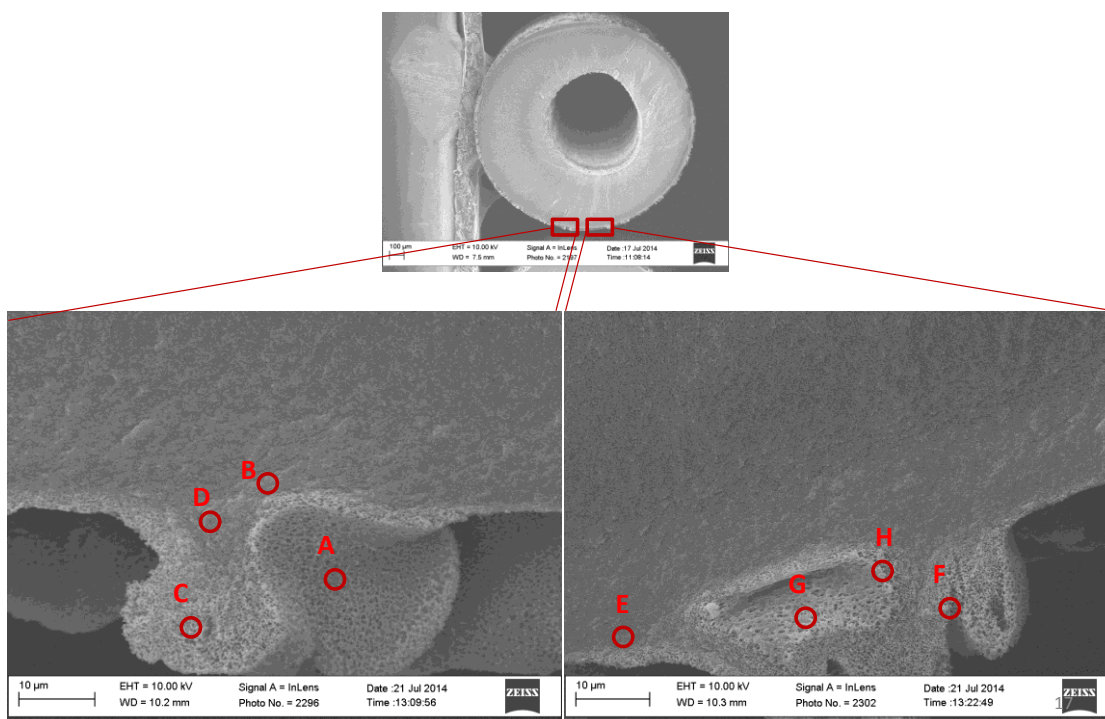 100 µm
EHT = 10.00 kV
Signal A = InLens
Date :17 Jul 2014
ZEISS
WD = 7.5 mm
Time :11:08:14
B
D
A
C
H
G
F
E
10 µm
EHT = 10.00 kV
Signal A = InLens
Date :21 Jul 2014
ZEISS
WD = 10.2 mm
Photo No. = 2296
Time :13:09:56
10 µm
EHT = 10.00 kV
Signal A = InLens
Date :21 Jul 2014
ZEISS
WD = 10.3 mm
Photo No. = 2302
Time :13:22:49
17